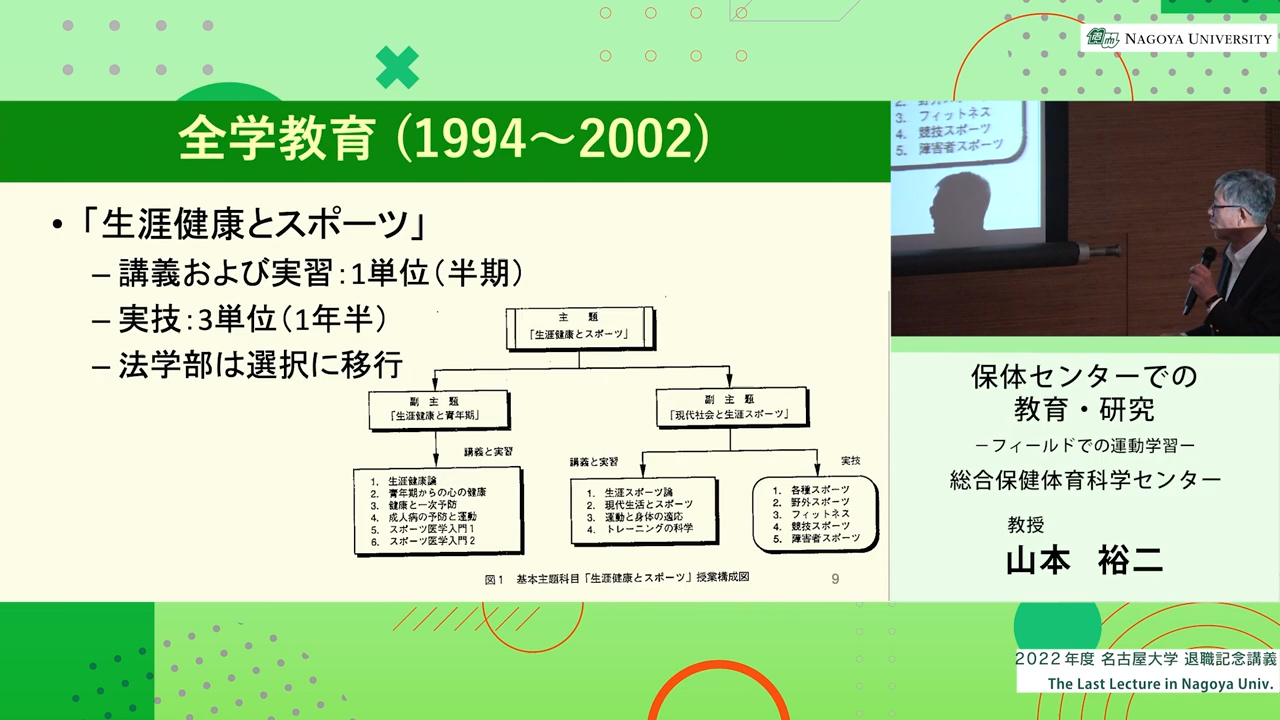 NAGOYA UNIVERSITY
全学教育 (1994～2002)
• 「生涯健康とスポーツ」
– 講義および実習：1単位（半期）
– 実技：3単位（1年半）
– 法学部は選択に移行
主 題
「生涯健康とスポーツ」
副 主 題
「生涯健康と青年期」
講義と実習
1. 生涯健康論
2. 青年期からの心の健康
3. 健康と一次予防
4. 成人病の予防と運動
5. スポーツ医学入門1
6. スポーツ医学入門2
副 主 題
「現代社会と生涯スポーツ」
講義と実習
1. 生涯スポーツ論
2. 現代生活とスポーツ
3. 運動と身体の適応
4. トレーニングの科学
実技
1. 各種スポーツ
2. 野外スポーツ
3. フィットネス
4. 競技スポーツ
5. 障害者スポーツ
図1 基本主題科目「生涯健康とスポーツ」授業構成図
9
3. フィットネス
4. 競技スポーツ
5. 障害者スポーツ
保体センターでの
教育・研究
－フィールドでの運動学習－
総合保健体育科学センター
教授
山本 裕二
2022年度 名古屋大学 退職記念講義
The Last Lecture in Nagoya Univ.